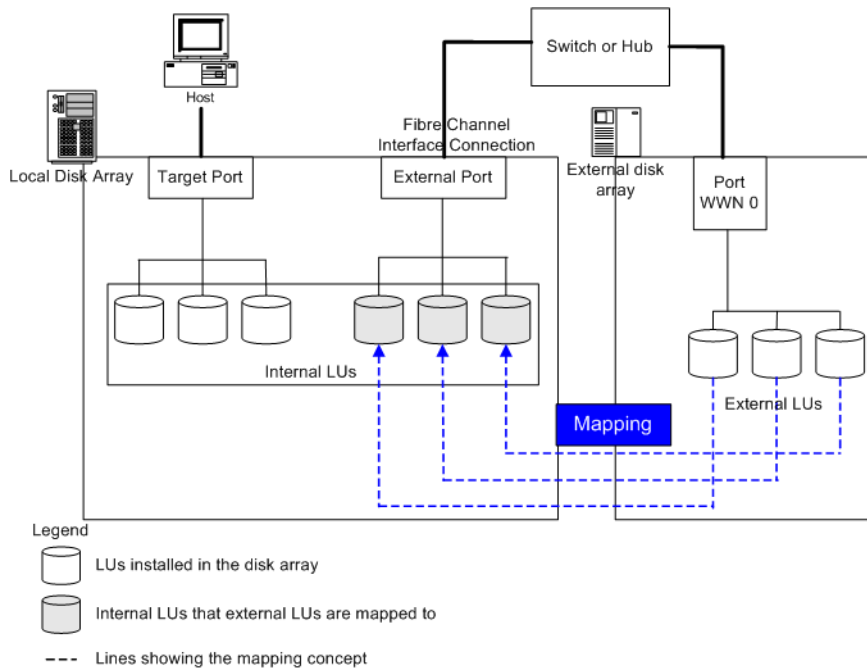 Switch or Hub
Host
Fibre Channel
Interface Connection
Local Disk Array
Target Port
External Port
External disk
array
Port
WWN 0
Internal LUs
External LUs
Mapping
Legend
LUs installed in the disk array
Internal LUs that external LUs are mapped to
Lines showing the mapping concept